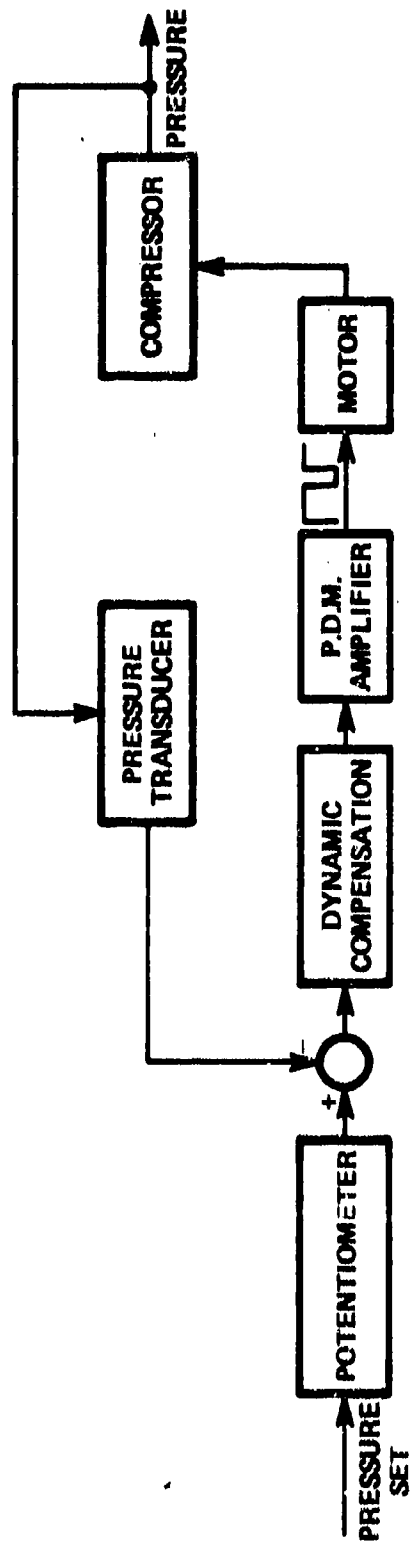 PRESSURE
SET
POTENTIOMETER
+
-
DYNAMIC
COMPENSATION
P.D.M.
AMPLIFIER
MOTOR
COMPRESSOR
PRESSURE
PRESSURE
TRANSDUCER